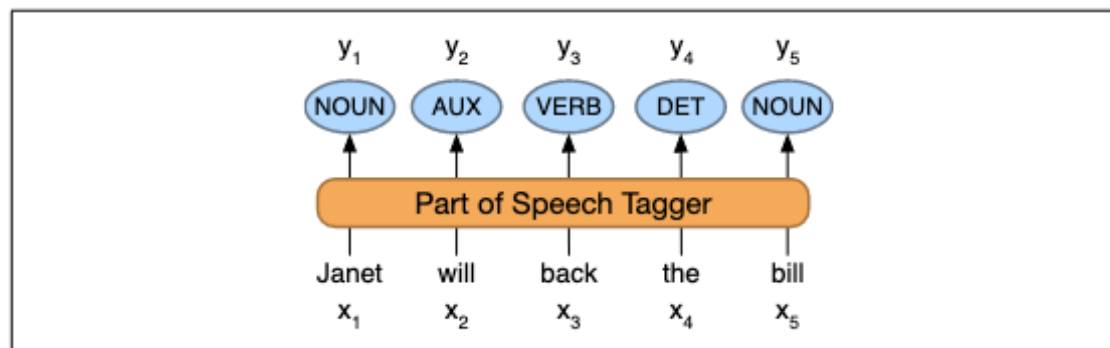 y1 y2 y3 y4 y5
NOUN AUX VERB DET NOUN
Part of Speech Tagger
Janet will back the bill
x1 x2 x3 x4 x5